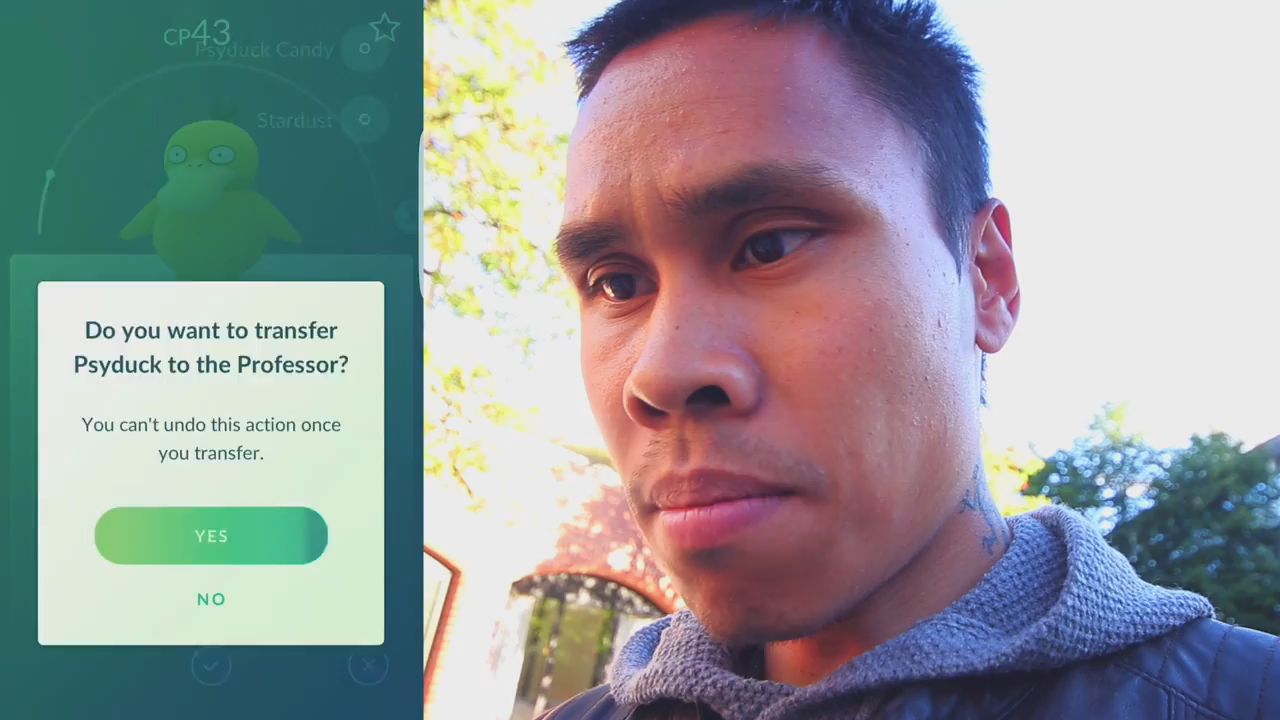 CP43
Psyduck Candy
Stardust
Do you want to transfer
Psyduck to the Professor?
You can't undo this action once
you transfer.
YES
NO